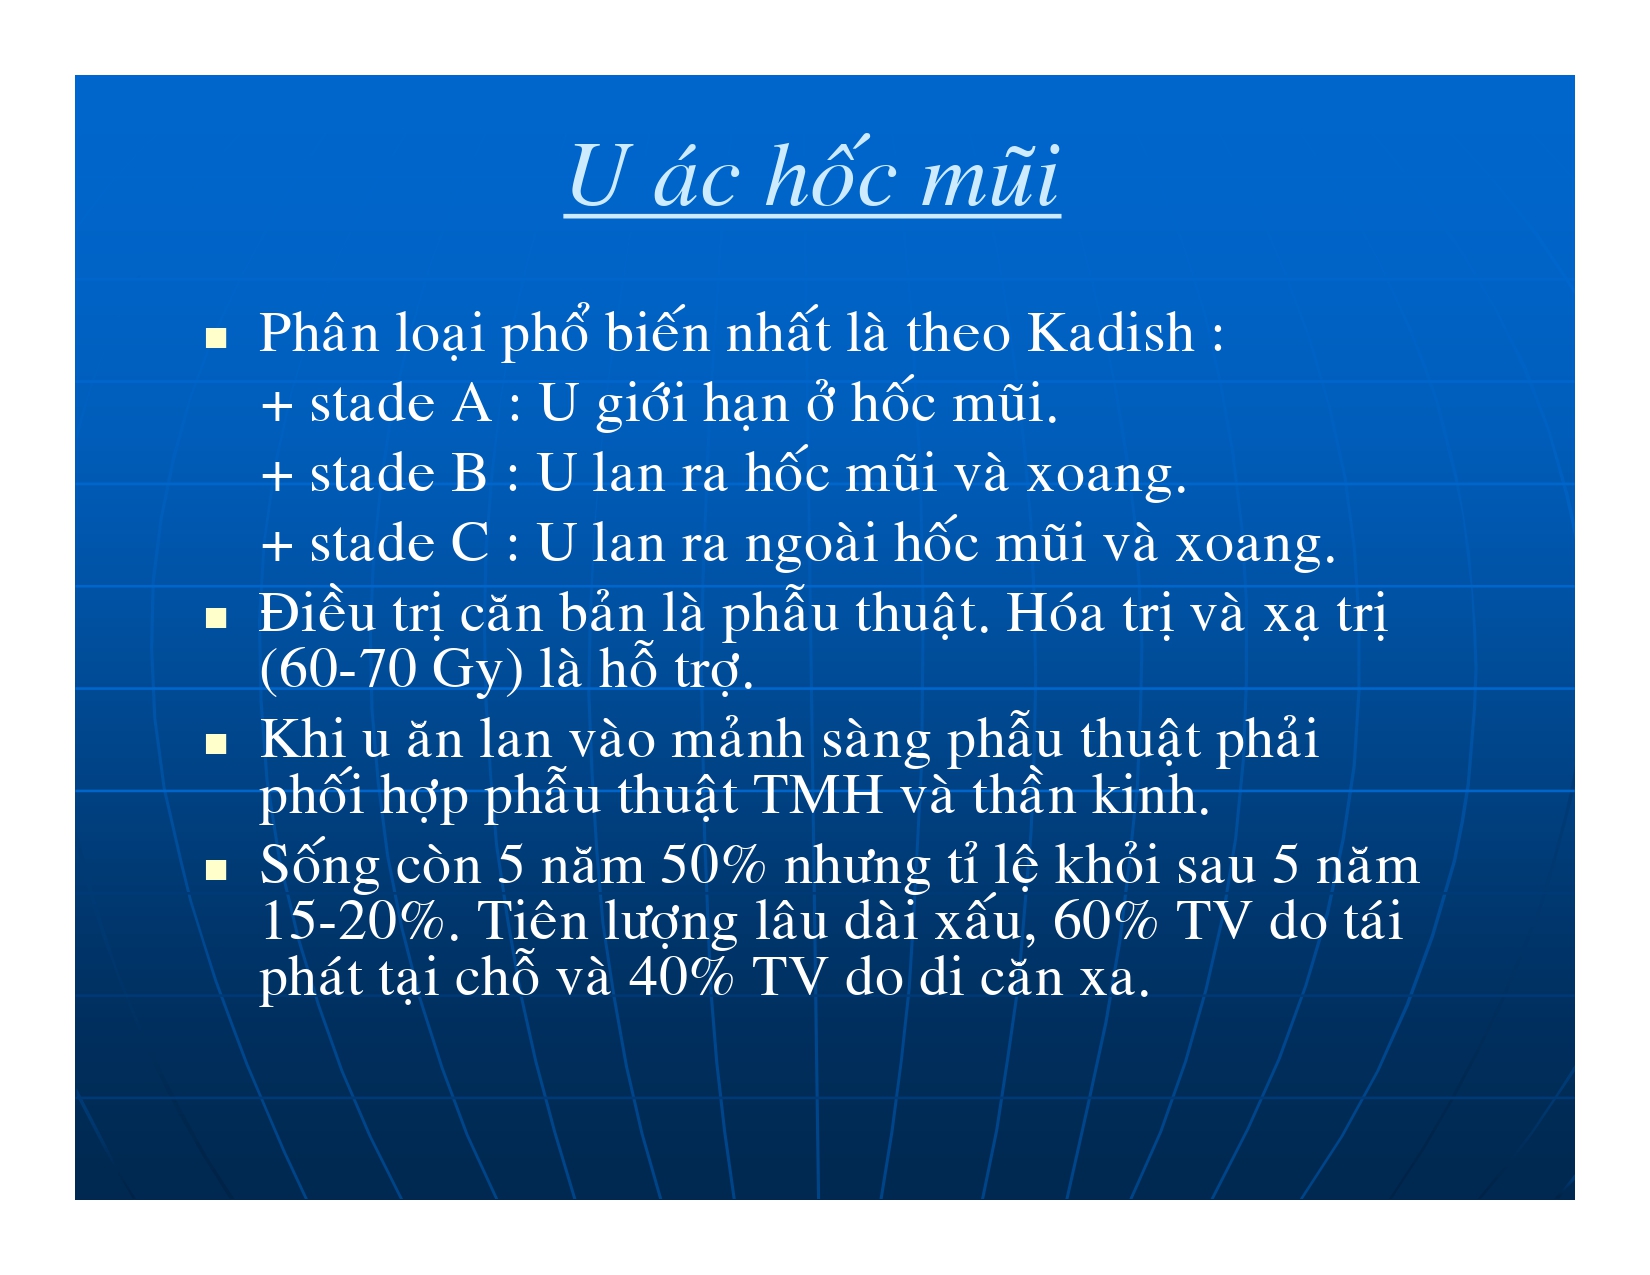 U ác hốc mũi
Phân loại phổ biến nhất là theo Kadish :
+ stade A : U giới hạn ở hốc mũi.
+ stade B : U lan ra hốc mũi và xoang.
+ stade C : U lan ra ngoài hốc mũi và xoang.
Điều trị căn bản là phẫu thuật. Hóa trị và xạ trị
(60-70 Gy) là hỗ trợ.
Khi u ăn lan vào mảnh sàng phẫu thuật phải
phối hợp phẫu thuật TMH và thần kinh.
Sống còn 5 năm 50% nhưng tỉ lệ khỏi sau 5 năm
15-20%. Tiên lượng lâu dài xấu, 60% TV do tái
phát tại chỗ và 40% TV do di căn xa.